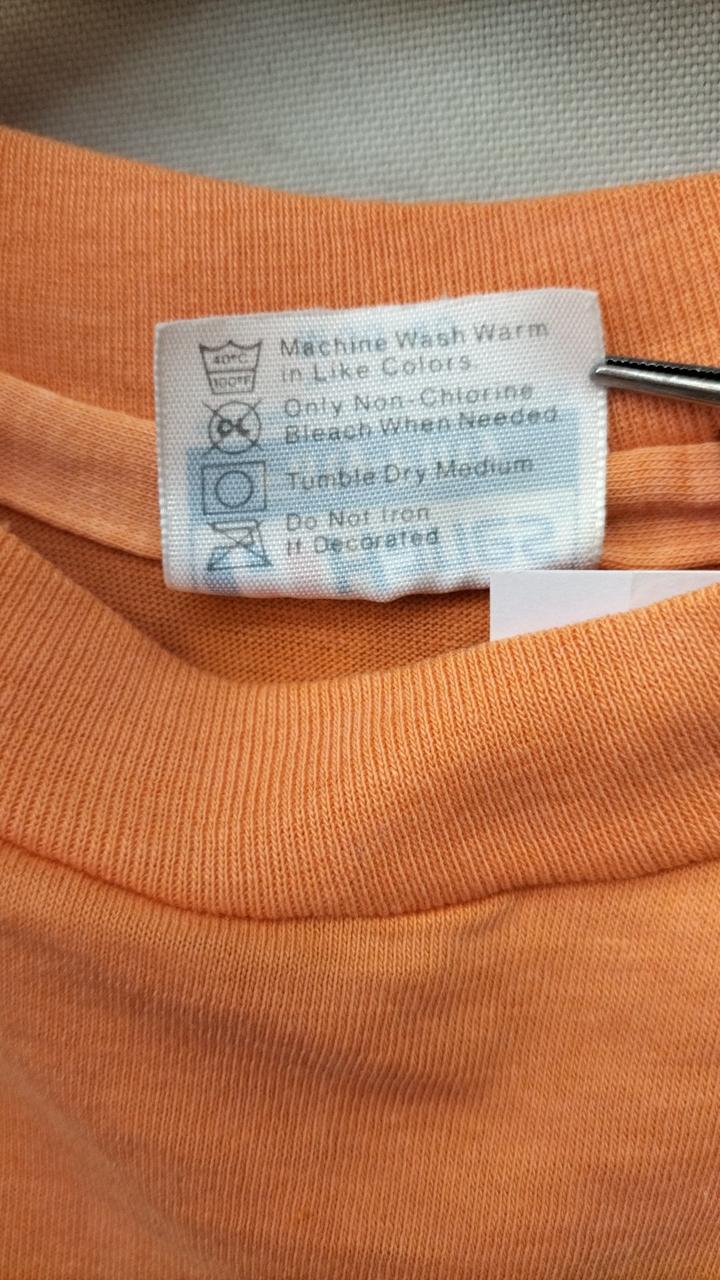 40°C
100°F
Machine Wash Warm
in Like Colors
Only Non-Chlorine
Bleach When Needed
Tumble Dry Medium
Do Not Iron
If Decorated